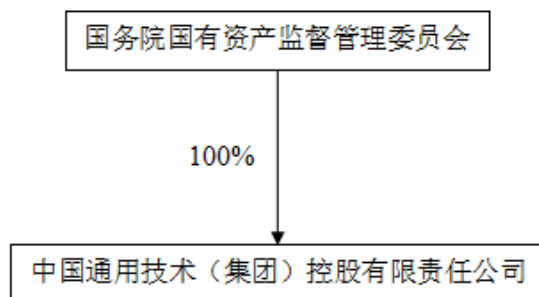 国务院国有资产监督管理委员会
100%
中国通用技术（集团）控股有限责任公司